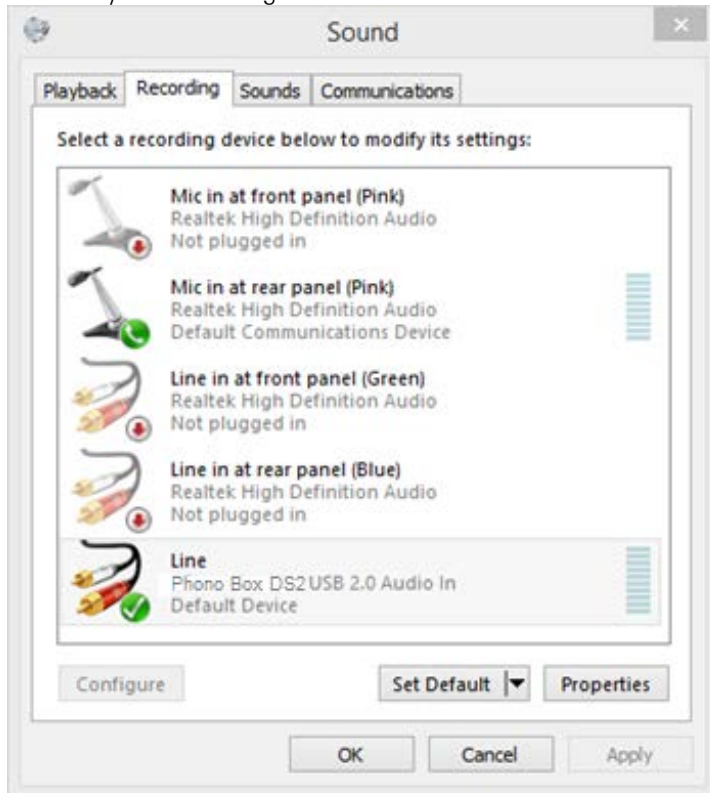 Sound
Playback Recording Sounds Communications
Select a recording device below to modify its settings:
Mic in at front panel (Pink)
Realtek High Definition Audio
Not plugged in
Mic in at rear panel (Pink)
Realtek High Definition Audio
Default Communications Device
Line in at front panel (Green)
Realtek High Definition Audio
Not plugged in
Line in at rear panel (Blue)
Realtek High Definition Audio
Not plugged in
Line
Phono Box DS2 USB 2.0 Audio In
Default Device
Configure Set Default Properties
OK Cancel Apply